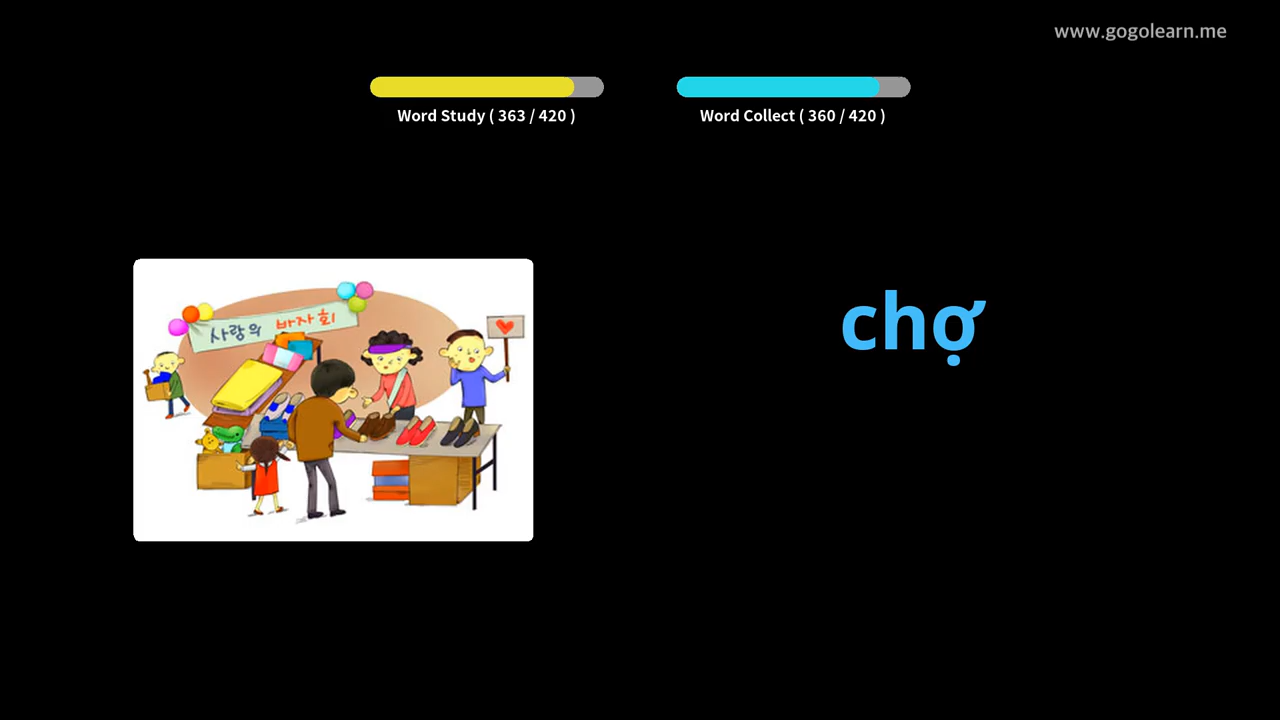 www.gogolearn.me
Word Study ( 363 / 420 )
Word Collect ( 360 / 420 )
사랑의 바자회
chợ